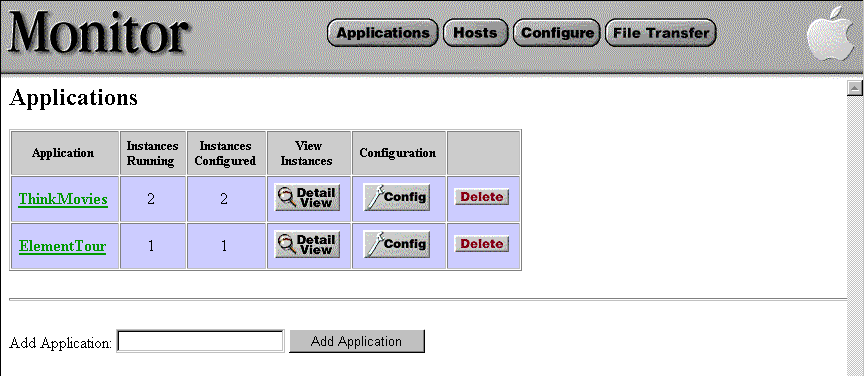 Monitor
Applications Hosts Configure File Transfer
Applications
Application Instances Running Instances Configured View Instances Configuration
ThinkMovies 2 2 Detail View Config Delete
ElementTour 1 1 Detail View Config Delete
Add Application: Add Application